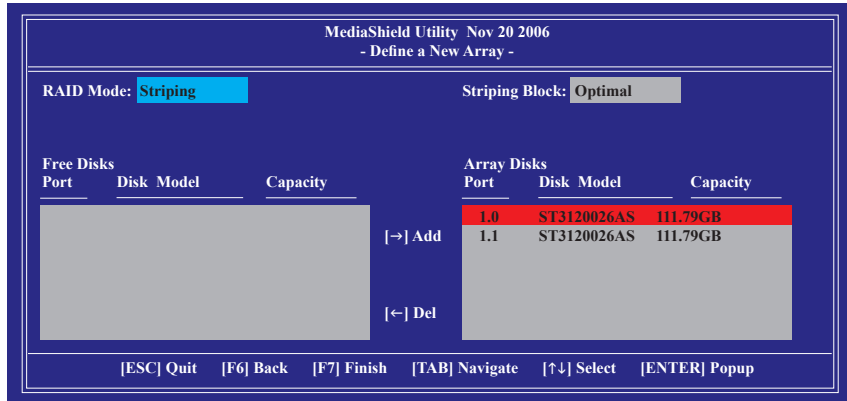 MediaShield Utility Nov 20 2006
- Define a New Array -
RAID Mode: Striping
Striping Block: Optimal
Free Disks
Port Disk Model Capacity
Array Disks
Port Disk Model Capacity
1.0 ST3120026AS 111.79GB
1.1 ST3120026AS 111.79GB
[→] Add
[←] Del
[ESC] Quit [F6] Back [F7] Finish [TAB] Navigate [↑↓] Select [ENTER] Popup